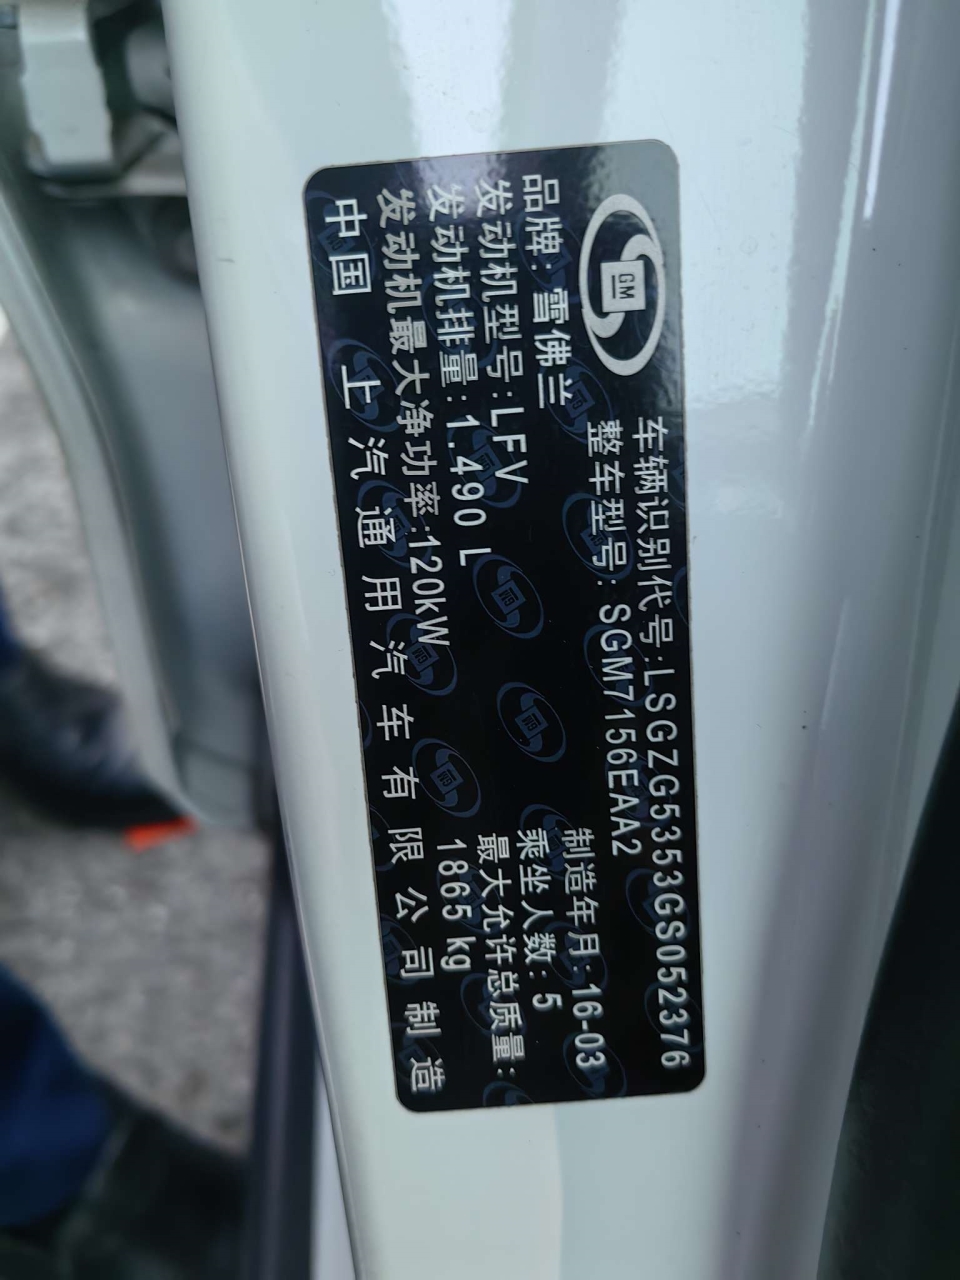 GM
车辆识别代号:LSGZG5353GS052376
整车型号:SGM7156EAA2
品牌:雪佛兰
制造年月:16-03
发动机型号:LFV
乘坐人数:5
发动机排量:1.490 L
最大允许总质量:
发动机最大净功率:120kW
1865 kg
中国 上汽通用汽车有限公司制造